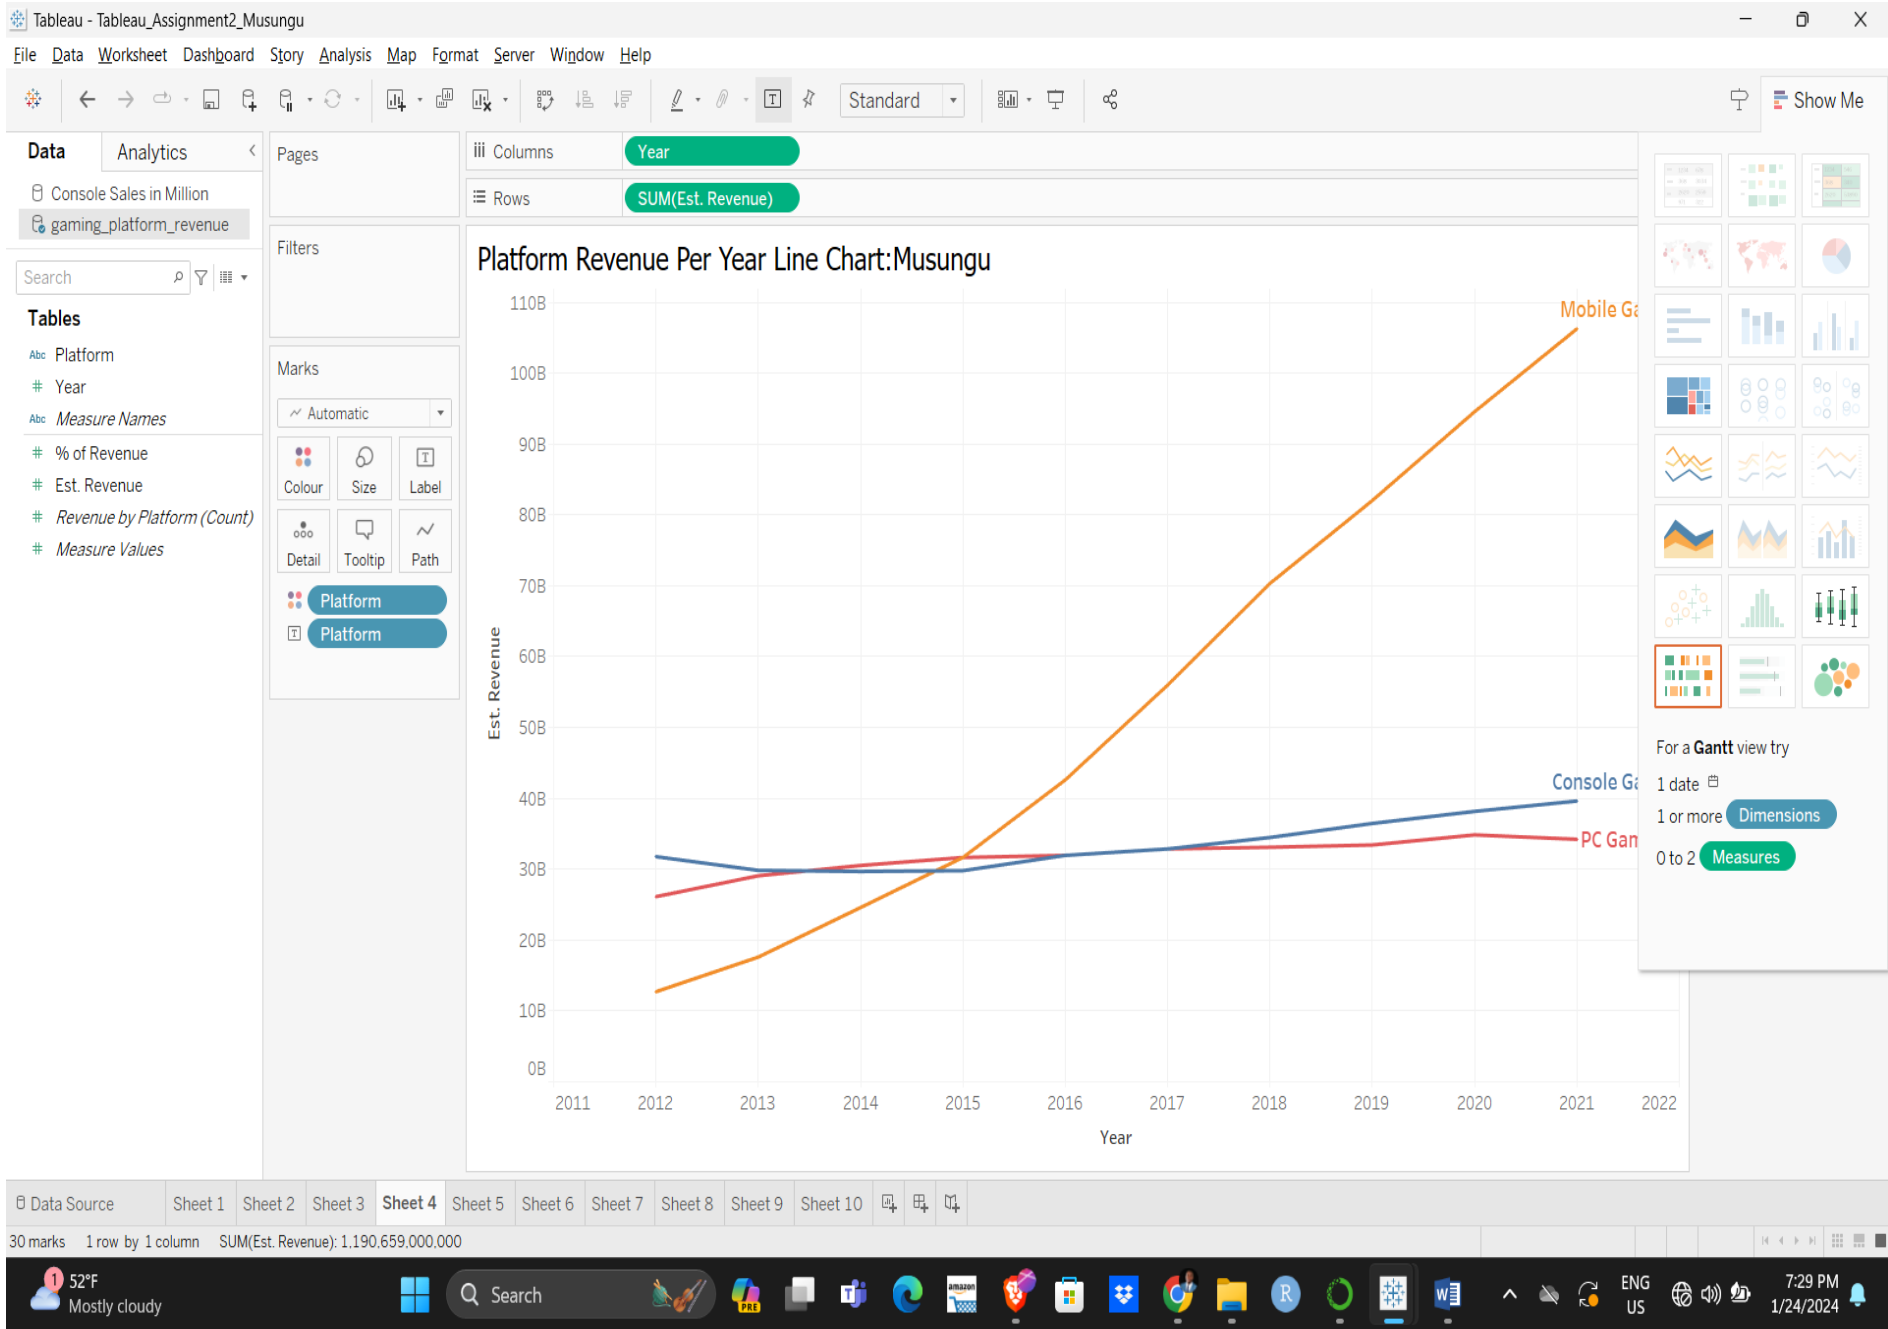 Tableau - Tableau_Assignment2_Musungu
File Data Worksheet Dashboard Story Analysis Map Format Server Window Help
Standard
Show Me
Data Analytics
Console Sales in Million
gaming_platform_revenue
Search
Tables
Abc Platform
# Year
Abc Measure Names
# % of Revenue
# Est. Revenue
# Revenue by Platform (Count)
# Measure Values
Pages
Filters
Marks
Automatic
Colour Size Label
Detail Tooltip Path
Platform
Platform
Columns Year
Rows SUM(Est. Revenue)
Platform Revenue Per Year Line Chart:Musungu
110B
100B
90B
80B
70B
60B
50B
40B
30B
20B
10B
0B
Est. Revenue
Mobile Ga
Console Ga
PC Gam
2011 2012 2013 2014 2015 2016 2017 2018 2019 2020 2021 2022
Year
For a Gantt view try
1 date
1 or more Dimensions
0 to 2 Measures
Data Source Sheet 1 Sheet 2 Sheet 3 Sheet 4 Sheet 5 Sheet 6 Sheet 7 Sheet 8 Sheet 9 Sheet 10
30 marks 1 row by 1 column SUM(Est. Revenue): 1,190,659,000,000
1
52°F
Mostly cloudy
Search
PRE
amazon
R
W
ENG
US
7:29 PM
1/24/2024